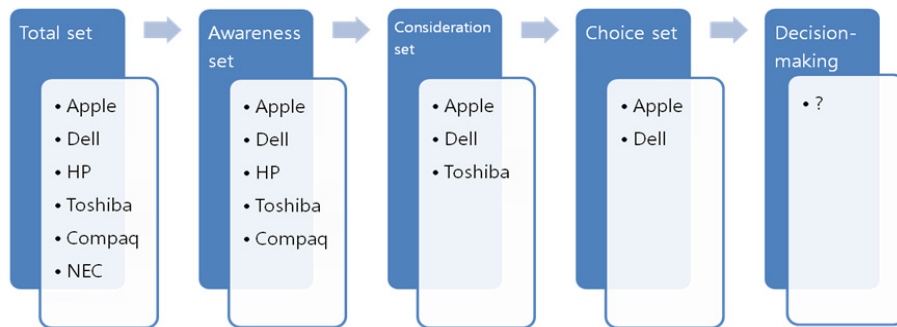 Total set
• Apple
• Dell
• HP
• Toshiba
• Compaq
• NEC
Awareness
set
• Apple
• Dell
• HP
• Toshiba
• Compaq
Consideration
set
• Apple
• Dell
• Toshiba
Choice set
• Apple
• Dell
Decision-
making
• ?